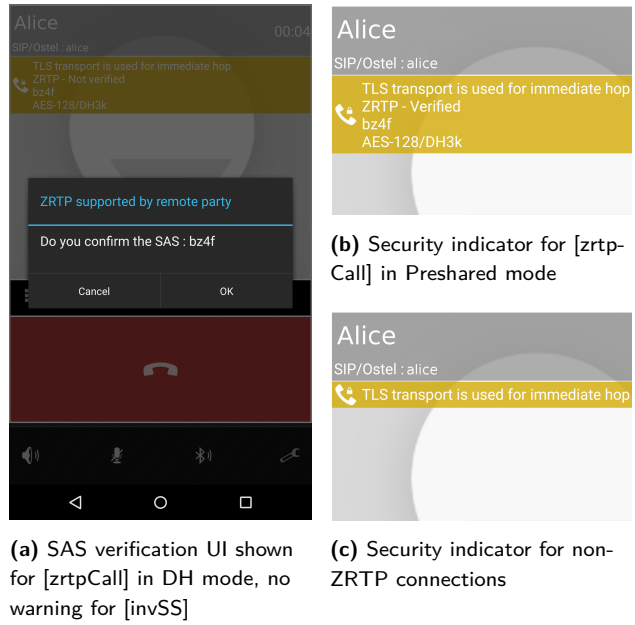 Alice
00:04
SIP/Ostel : alice
TLS transport is used for immediate hop
ZRTP - Not verified
bz4f
AES-128/DH3k
ZRTP supported by remote party
Do you confirm the SAS : bz4f
Cancel
OK
(a) SAS verification UI shown
for [zrtpCall] in DH mode, no
warning for [invSS]
Alice
SIP/Ostel : alice
TLS transport is used for immediate hop
ZRTP - Verified
bz4f
AES-128/DH3k
(b) Security indicator for [zrtp-
Call] in Preshared mode
Alice
SIP/Ostel : alice
TLS transport is used for immediate hop
(c) Security indicator for non-
ZRTP connections